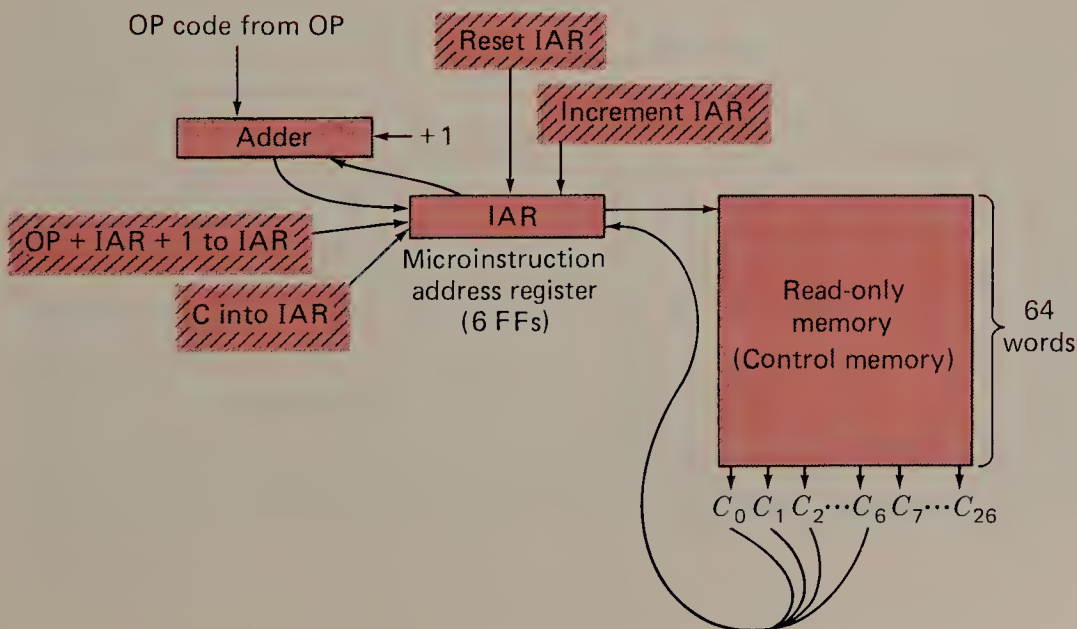 OP code from OP
Reset IAR
Increment IAR
Adder
+1
IAR
OP + IAR + 1 to IAR
C into IAR
Microinstruction
address register
(6 FFs)
Read-only
memory
(Control memory)
64
words
C₀ C₁ C₂···C₆ C₇···C₂₆